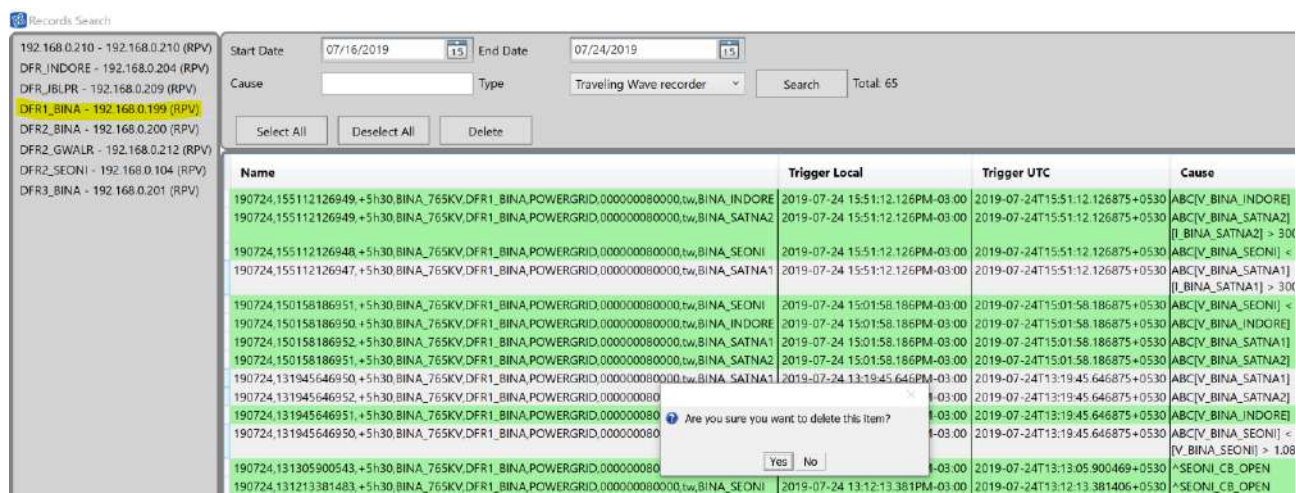 Records Search
192.168.0.210 - 192.168.0.210 (RPV)
DFR_INDORE - 192.168.0.204 (RPV)
DFR_JBLPR - 192.168.0.209 (RPV)
DFR1_BINA - 192.168.0.199 (RPV)
DFR2_BINA - 192.168.0.200 (RPV)
DFR2_GWALR - 192.168.0.212 (RPV)
DFR2_SEONI - 192.168.0.104 (RPV)
DFR3_BINA - 192.168.0.201 (RPV)
Start Date 07/16/2019 15 End Date 07/24/2019 15
Cause Type Traveling Wave recorder Search Total: 65
Select All Deselect All Delete
Name Trigger Local Trigger UTC Cause
190724,155112126949,+5h30,BINA_765KV,DFR1_BINA,POWERGRID,000000080000,tw,BINA_INDORE 2019-07-24 15:51:12.126PM-03:00 2019-07-24T15:51:12.126875+0530 ABC[V_BINA_INDORE]
190724,155112126949,+5h30,BINA_765KV,DFR1_BINA,POWERGRID,000000080000,tw,BINA_SATNA2 2019-07-24 15:51:12.126PM-03:00 2019-07-24T15:51:12.126875+0530 ABC[V_BINA_SATNA2]
[I_BINA_SATNA2] > 300
190724,155112126948,+5h30,BINA_765KV,DFR1_BINA,POWERGRID,000000080000,tw,BINA_SEONI 2019-07-24 15:51:12.126PM-03:00 2019-07-24T15:51:12.126875+0530 ABC[V_BINA_SEONI] <
190724,155112126947,+5h30,BINA_765KV,DFR1_BINA,POWERGRID,000000080000,tw,BINA_SATNA1 2019-07-24 15:51:12.126PM-03:00 2019-07-24T15:51:12.126875+0530 ABC[V_BINA_SATNA1]
[I_BINA_SATNA1] > 300
190724,150158186951,+5h30,BINA_765KV,DFR1_BINA,POWERGRID,000000080000,tw,BINA_SEONI 2019-07-24 15:01:58.186PM-03:00 2019-07-24T15:01:58.186875+0530 ABC[V_BINA_SEONI] <
190724,150158186950,+5h30,BINA_765KV,DFR1_BINA,POWERGRID,000000080000,tw,BINA_INDORE 2019-07-24 15:01:58.186PM-03:00 2019-07-24T15:01:58.186875+0530 ABC[V_BINA_INDORE]
190724,150158186952,+5h30,BINA_765KV,DFR1_BINA,POWERGRID,000000080000,tw,BINA_SATNA1 2019-07-24 15:01:58.186PM-03:00 2019-07-24T15:01:58.186875+0530 ABC[V_BINA_SATNA1]
190724,150158186951,+5h30,BINA_765KV,DFR1_BINA,POWERGRID,000000080000,tw,BINA_SATNA2 2019-07-24 15:01:58.186PM-03:00 2019-07-24T15:01:58.186875+0530 ABC[V_BINA_SATNA2]
190724,131945646950,+5h30,BINA_765KV,DFR1_BINA,POWERGRID,000000080000,tw,BINA_SATNA1 2019-07-24 13:19:45.646PM-03:00 2019-07-24T13:19:45.646875+0530 ABC[V_BINA_SATNA1]
190724,131945646952,+5h30,BINA_765KV,DFR1_BINA,POWERGRID,000000080 -03:00 2019-07-24T13:19:45.646875+0530 ABC[V_BINA_SATNA2]
190724,131945646951,+5h30,BINA_765KV,DFR1_BINA,POWERGRID,000000080 -03:00 2019-07-24T13:19:45.646875+0530 ABC[V_BINA_INDORE]
Are you sure you want to delete this item?
190724,131945646950,+5h30,BINA_765KV,DFR1_BINA,POWERGRID,000000080 -03:00 2019-07-24T13:19:45.646875+0530 ABC[V_BINA_SEONI] <
[V_BINA_SEONI] > 1.08
Yes No
190724,131305900543,+5h30,BINA_765KV,DFR1_BINA,POWERGRID,000000080 -03:00 2019-07-24T13:13:05.900469+0530 ^SEONI_CB_OPEN
190724,131213381483,+5h30,BINA_765KV,DFR1_BINA,POWERGRID,000000080000,tw,BINA_SEONI 2019-07-24 13:12:13.381PM-03:00 2019-07-24T13:12:13.381406+0530 ^SEONI_CB_OPEN